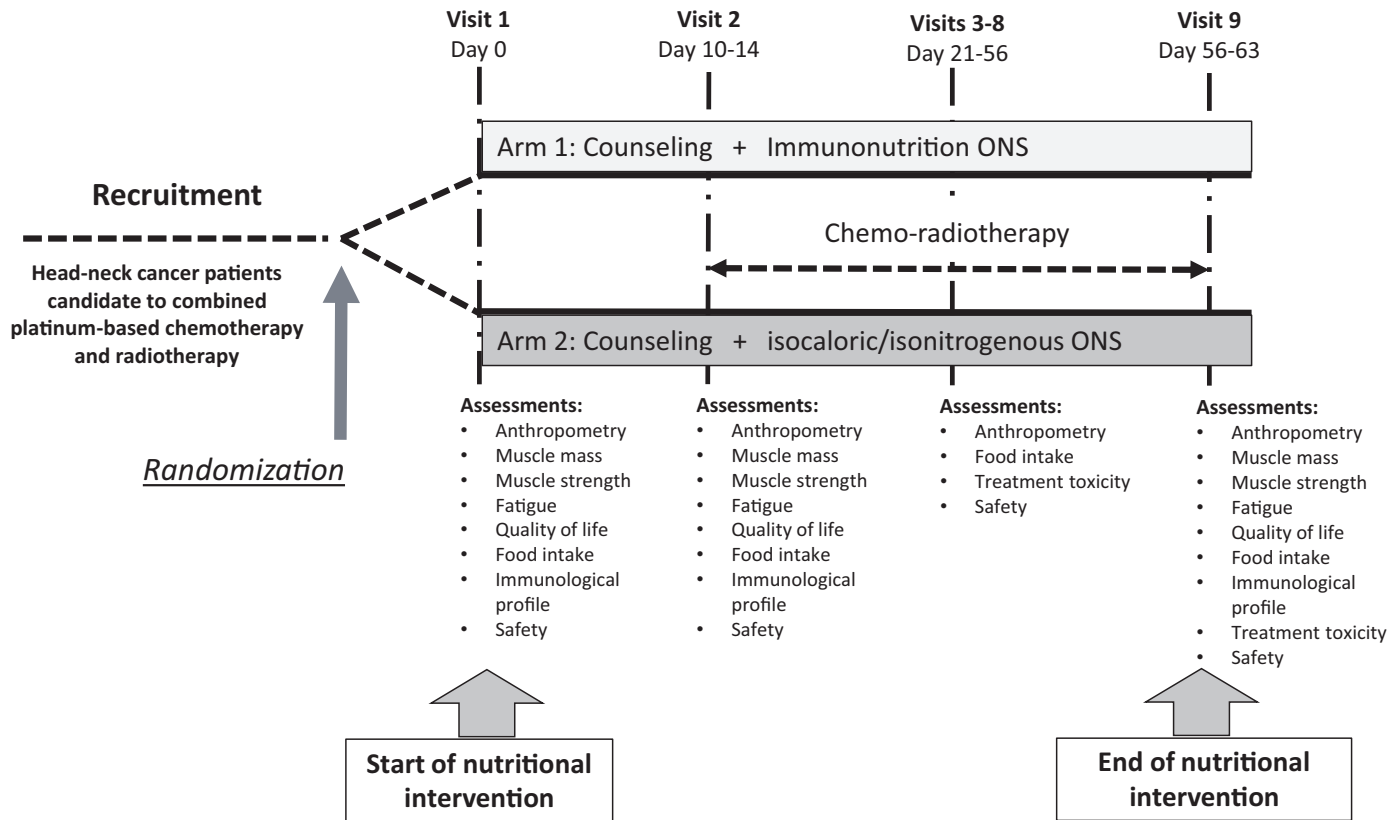 Visit 1
Day 0
Visit 2
Day 10-14
Visits 3-8
Day 21-56
Visit 9
Day 56-63
Arm 1: Counseling + Immunonutrition ONS
Recruitment
Head-neck cancer patients
candidate to combined
platinum-based chemotherapy
and radiotherapy
Chemo-radiotherapy
Arm 2: Counseling + isocaloric/isonitrogenous ONS
Randomization
Assessments:
• Anthropometry
• Muscle mass
• Muscle strength
• Fatigue
• Quality of life
• Food intake
• Immunological
profile
• Safety
Assessments:
• Anthropometry
• Muscle mass
• Muscle strength
• Fatigue
• Quality of life
• Food intake
• Immunological
profile
• Safety
Assessments:
• Anthropometry
• Food intake
• Treatment toxicity
• Safety
Assessments:
• Anthropometry
• Muscle mass
• Muscle strength
• Fatigue
• Quality of life
• Food intake
• Immunological
profile
• Treatment toxicity
• Safety
Start of nutritional
intervention
End of nutritional
intervention